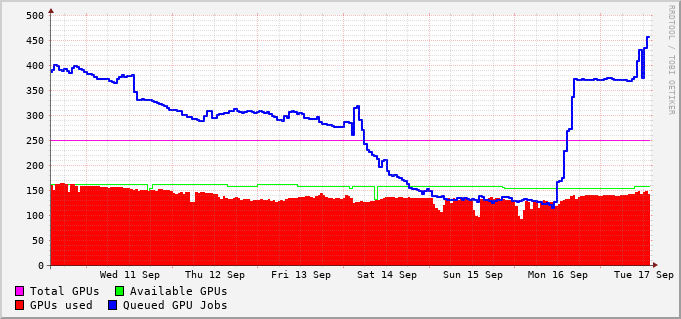 500
450
400
350
300
250
200
150
100
50
0
Wed 11 Sep Thu 12 Sep Fri 13 Sep Sat 14 Sep Sun 15 Sep Mon 16 Sep Tue 17 Sep
Total GPUs Available GPUs
GPUs used Queued GPU Jobs
RRDTOOL / TOBI OETIKER